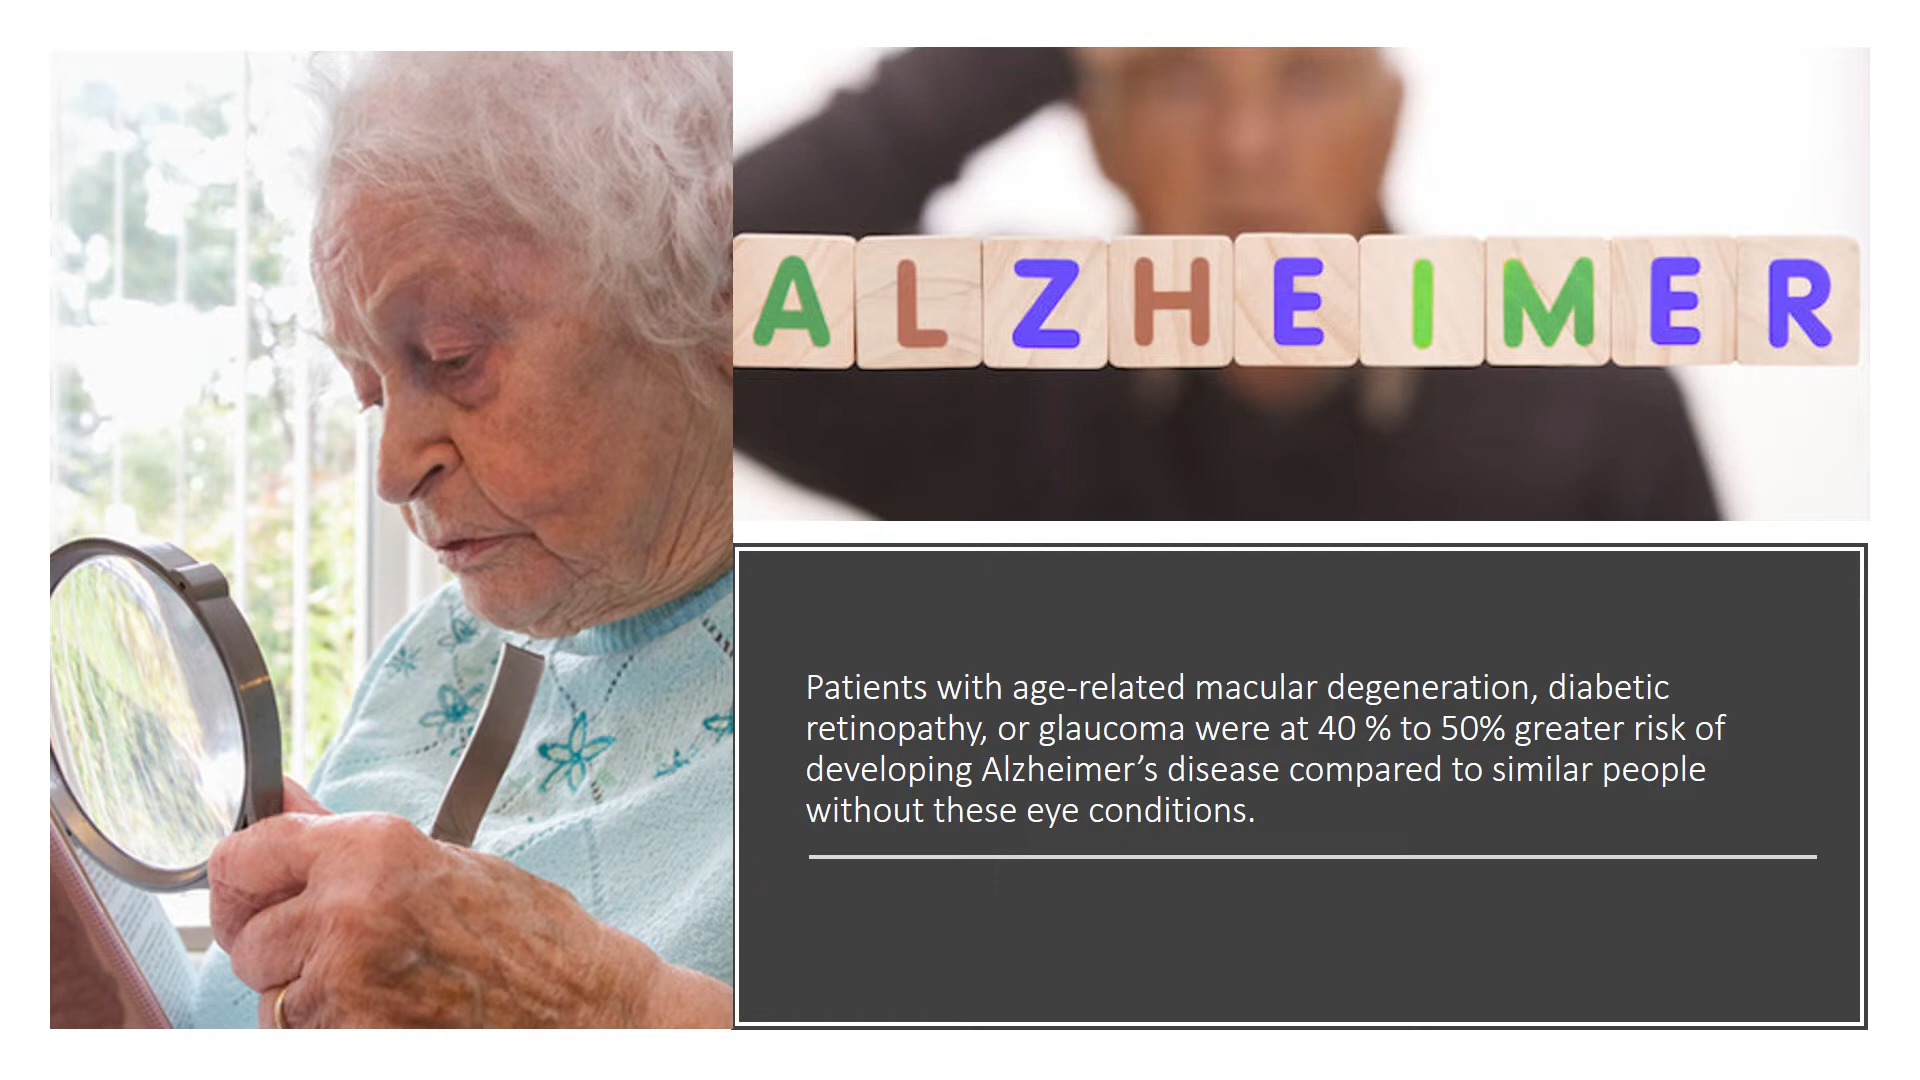 ALZHEIMER
Patients with age-related macular degeneration, diabetic
retinopathy, or glaucoma were at 40 % to 50% greater risk of
developing Alzheimer’s disease compared to similar people
without these eye conditions.